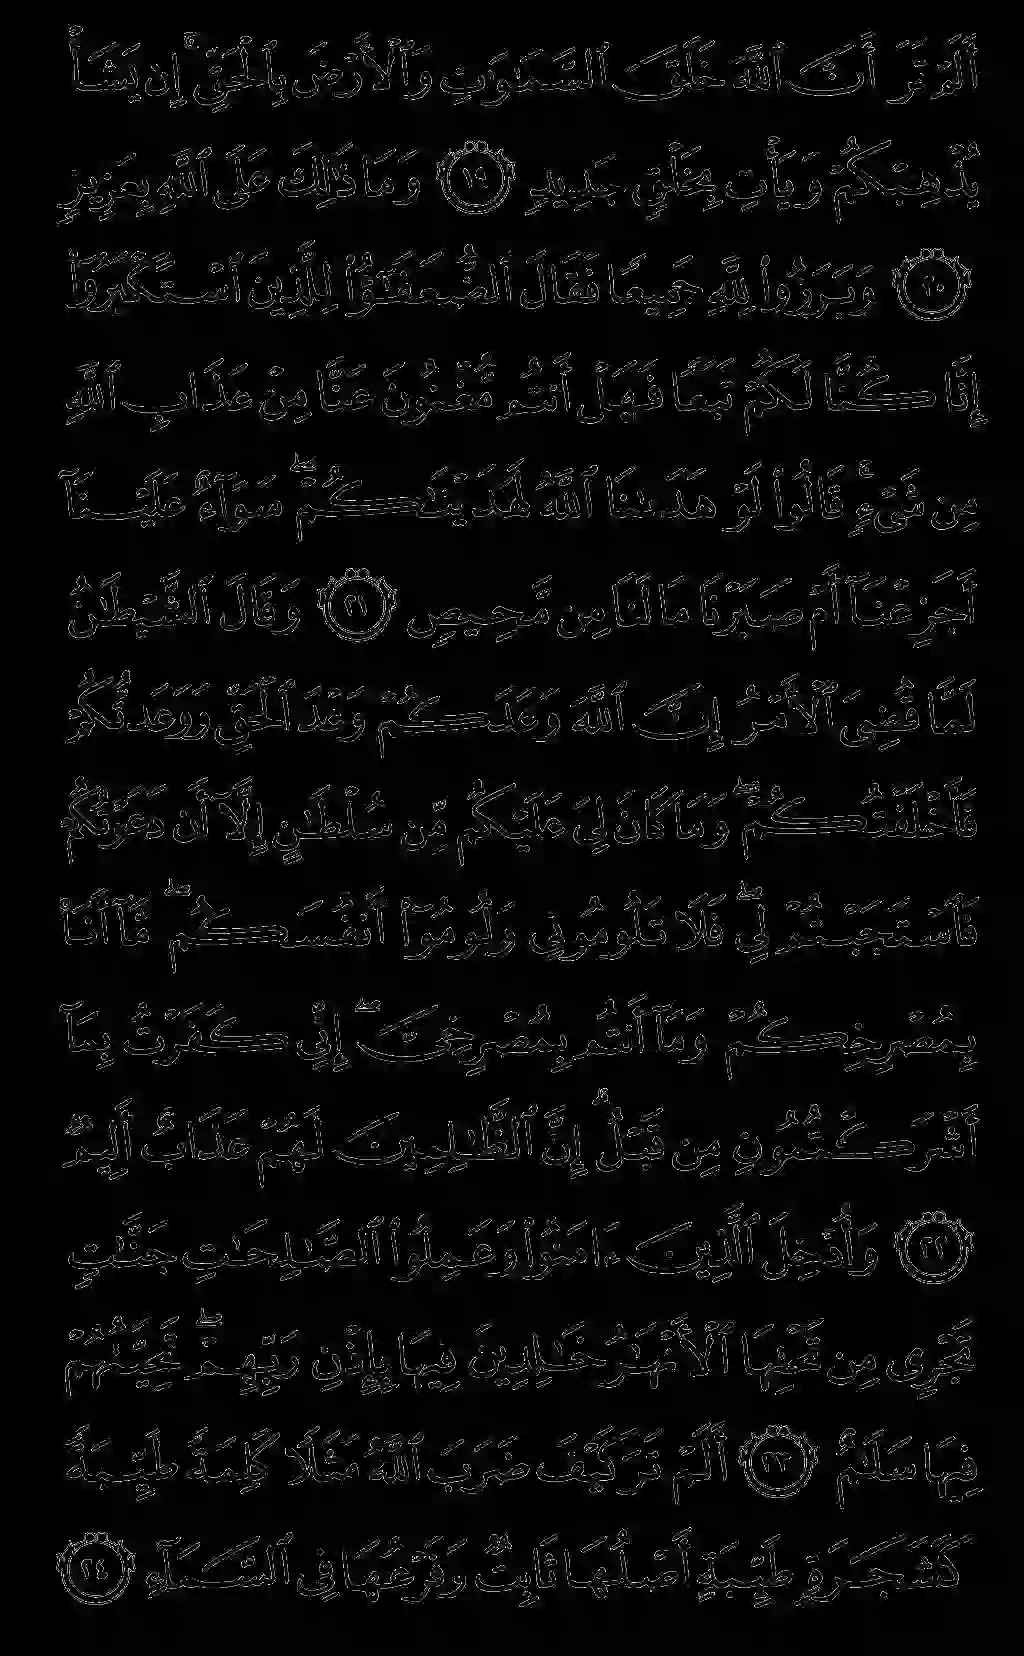 أَلَمْ تَرَ أَنَّ ٱللَّهَ خَلَقَ ٱلسَّمَٰوَٰتِ وَٱلْأَرْضَ بِٱلْحَقِّ ۚ إِن يَشَأْ
يُذْهِبْكُمْ وَيَأْتِ بِخَلْقٍ جَدِيدٍ ١٩ وَمَا ذَٰلِكَ عَلَى ٱللَّهِ بِعَزِيزٍ
٢٠ وَبَرَزُوا۟ لِلَّهِ جَمِيعًا فَقَالَ ٱلضُّعَفَٰٓؤُا۟ لِلَّذِينَ ٱسْتَكْبَرُوٓا۟
إِنَّا كُنَّا لَكُمْ تَبَعًا فَهَلْ أَنتُم مُّغْنُونَ عَنَّا مِنْ عَذَابِ ٱللَّهِ
مِن شَىْءٍ ۚ قَالُوا۟ لَوْ هَدَىٰنَا ٱللَّهُ لَهَدَيْنَٰكُمْ ۖ سَوَآءٌ عَلَيْنَآ
أَجَزِعْنَآ أَمْ صَبَرْنَا مَا لَنَا مِن مَّحِيصٍ ٢١ وَقَالَ ٱلشَّيْطَٰنُ
لَمَّا قُضِىَ ٱلْأَمْرُ إِنَّ ٱللَّهَ وَعَدَكُمْ وَعْدَ ٱلْحَقِّ وَوَعَدتُّكُمْ
فَأَخْلَفْتُكُمْ ۖ وَمَا كَانَ لِىَ عَلَيْكُم مِّن سُلْطَٰنٍ إِلَّآ أَن دَعَوْتُكُمْ
فَٱسْتَجَبْتُمْ لِى ۖ فَلَا تَلُومُونِى وَلُومُوٓا۟ أَنفُسَكُم ۖ مَّآ أَنَا۠
بِمُصْرِخِكُمْ وَمَآ أَنتُم بِمُصْرِخِىَّ ۖ إِنِّى كَفَرْتُ بِمَآ
أَشْرَكْتُمُونِ مِن قَبْلُ ۗ إِنَّ ٱلظَّٰلِمِينَ لَهُمْ عَذَابٌ أَلِيمٌ
٢٢ وَأُدْخِلَ ٱلَّذِينَ ءَامَنُوا۟ وَعَمِلُوا۟ ٱلصَّٰلِحَٰتِ جَنَّٰتٍ
تَجْرِى مِن تَحْتِهَا ٱلْأَنْهَٰرُ خَٰلِدِينَ فِيهَا بِإِذْنِ رَبِّهِمْ ۖ تَحِيَّتُهُمْ
فِيهَا سَلَٰمٌ ٢٣ أَلَمْ تَرَ كَيْفَ ضَرَبَ ٱللَّهُ مَثَلًا كَلِمَةً طَيِّبَةً
كَشَجَرَةٍ طَيِّبَةٍ أَصْلُهَا ثَابِتٌ وَفَرْعُهَا فِى ٱلسَّمَآءِ ٢٤